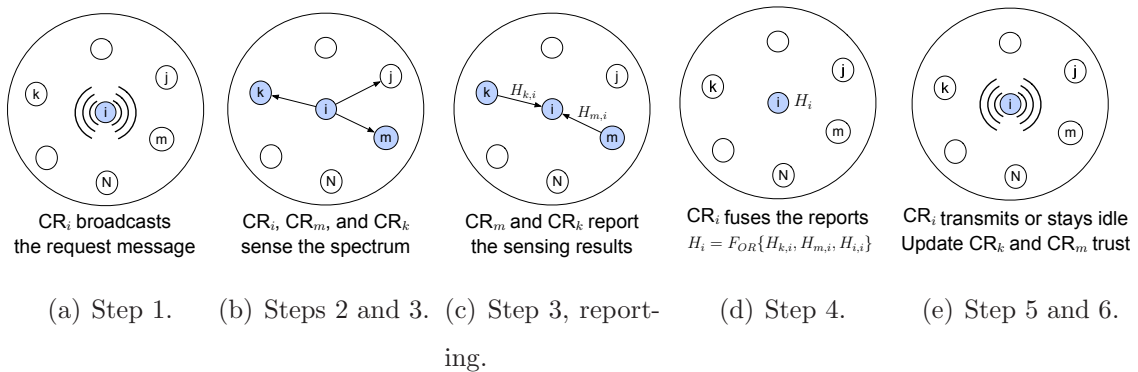 k
i
j
m
N
CR_i broadcasts
the request message
(a) Step 1.
k
i
j
m
N
CR_i, CR_m, and CR_k
sense the spectrum
(b) Steps 2 and 3.
k
H_{k,i}
i
j
H_{m,i}
m
N
CR_m and CR_k report
the sensing results
(c) Step 3, report-
ing.
k
j
i
H_i
m
N
CR_i fuses the reports
H_i = F_{OR}{H_{k,i}, H_{m,i}, H_{i,i}}
(d) Step 4.
k
j
i
m
N
CR_i transmits or stays idle
Update CR_k and CR_m trust
(e) Step 5 and 6.